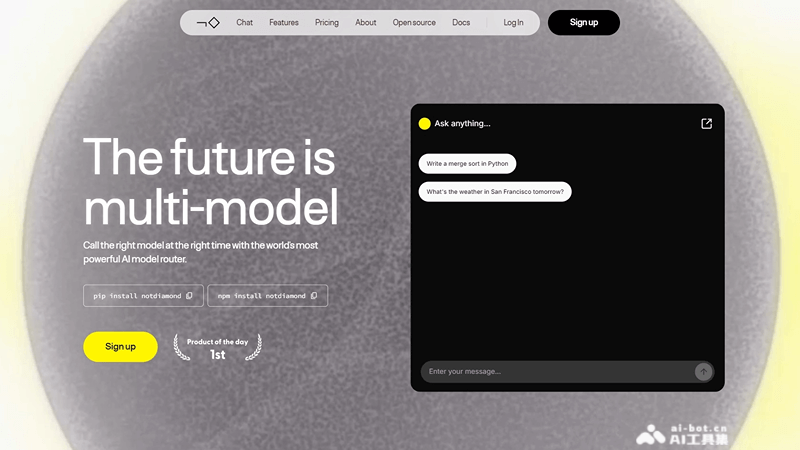 Chat Features Pricing About Open source Docs Log In Sign up
The future is
multi-model
Call the right model at the right time with the world's most
powerful AI model router.
pip install notdiamond npm install notdiamond
Sign up
Product of the day
1st
Ask anything...
Write a merge sort in Python
What's the weather in San Francisco tomorrow?
Enter your message...
ai-bot.cn
AI工具集